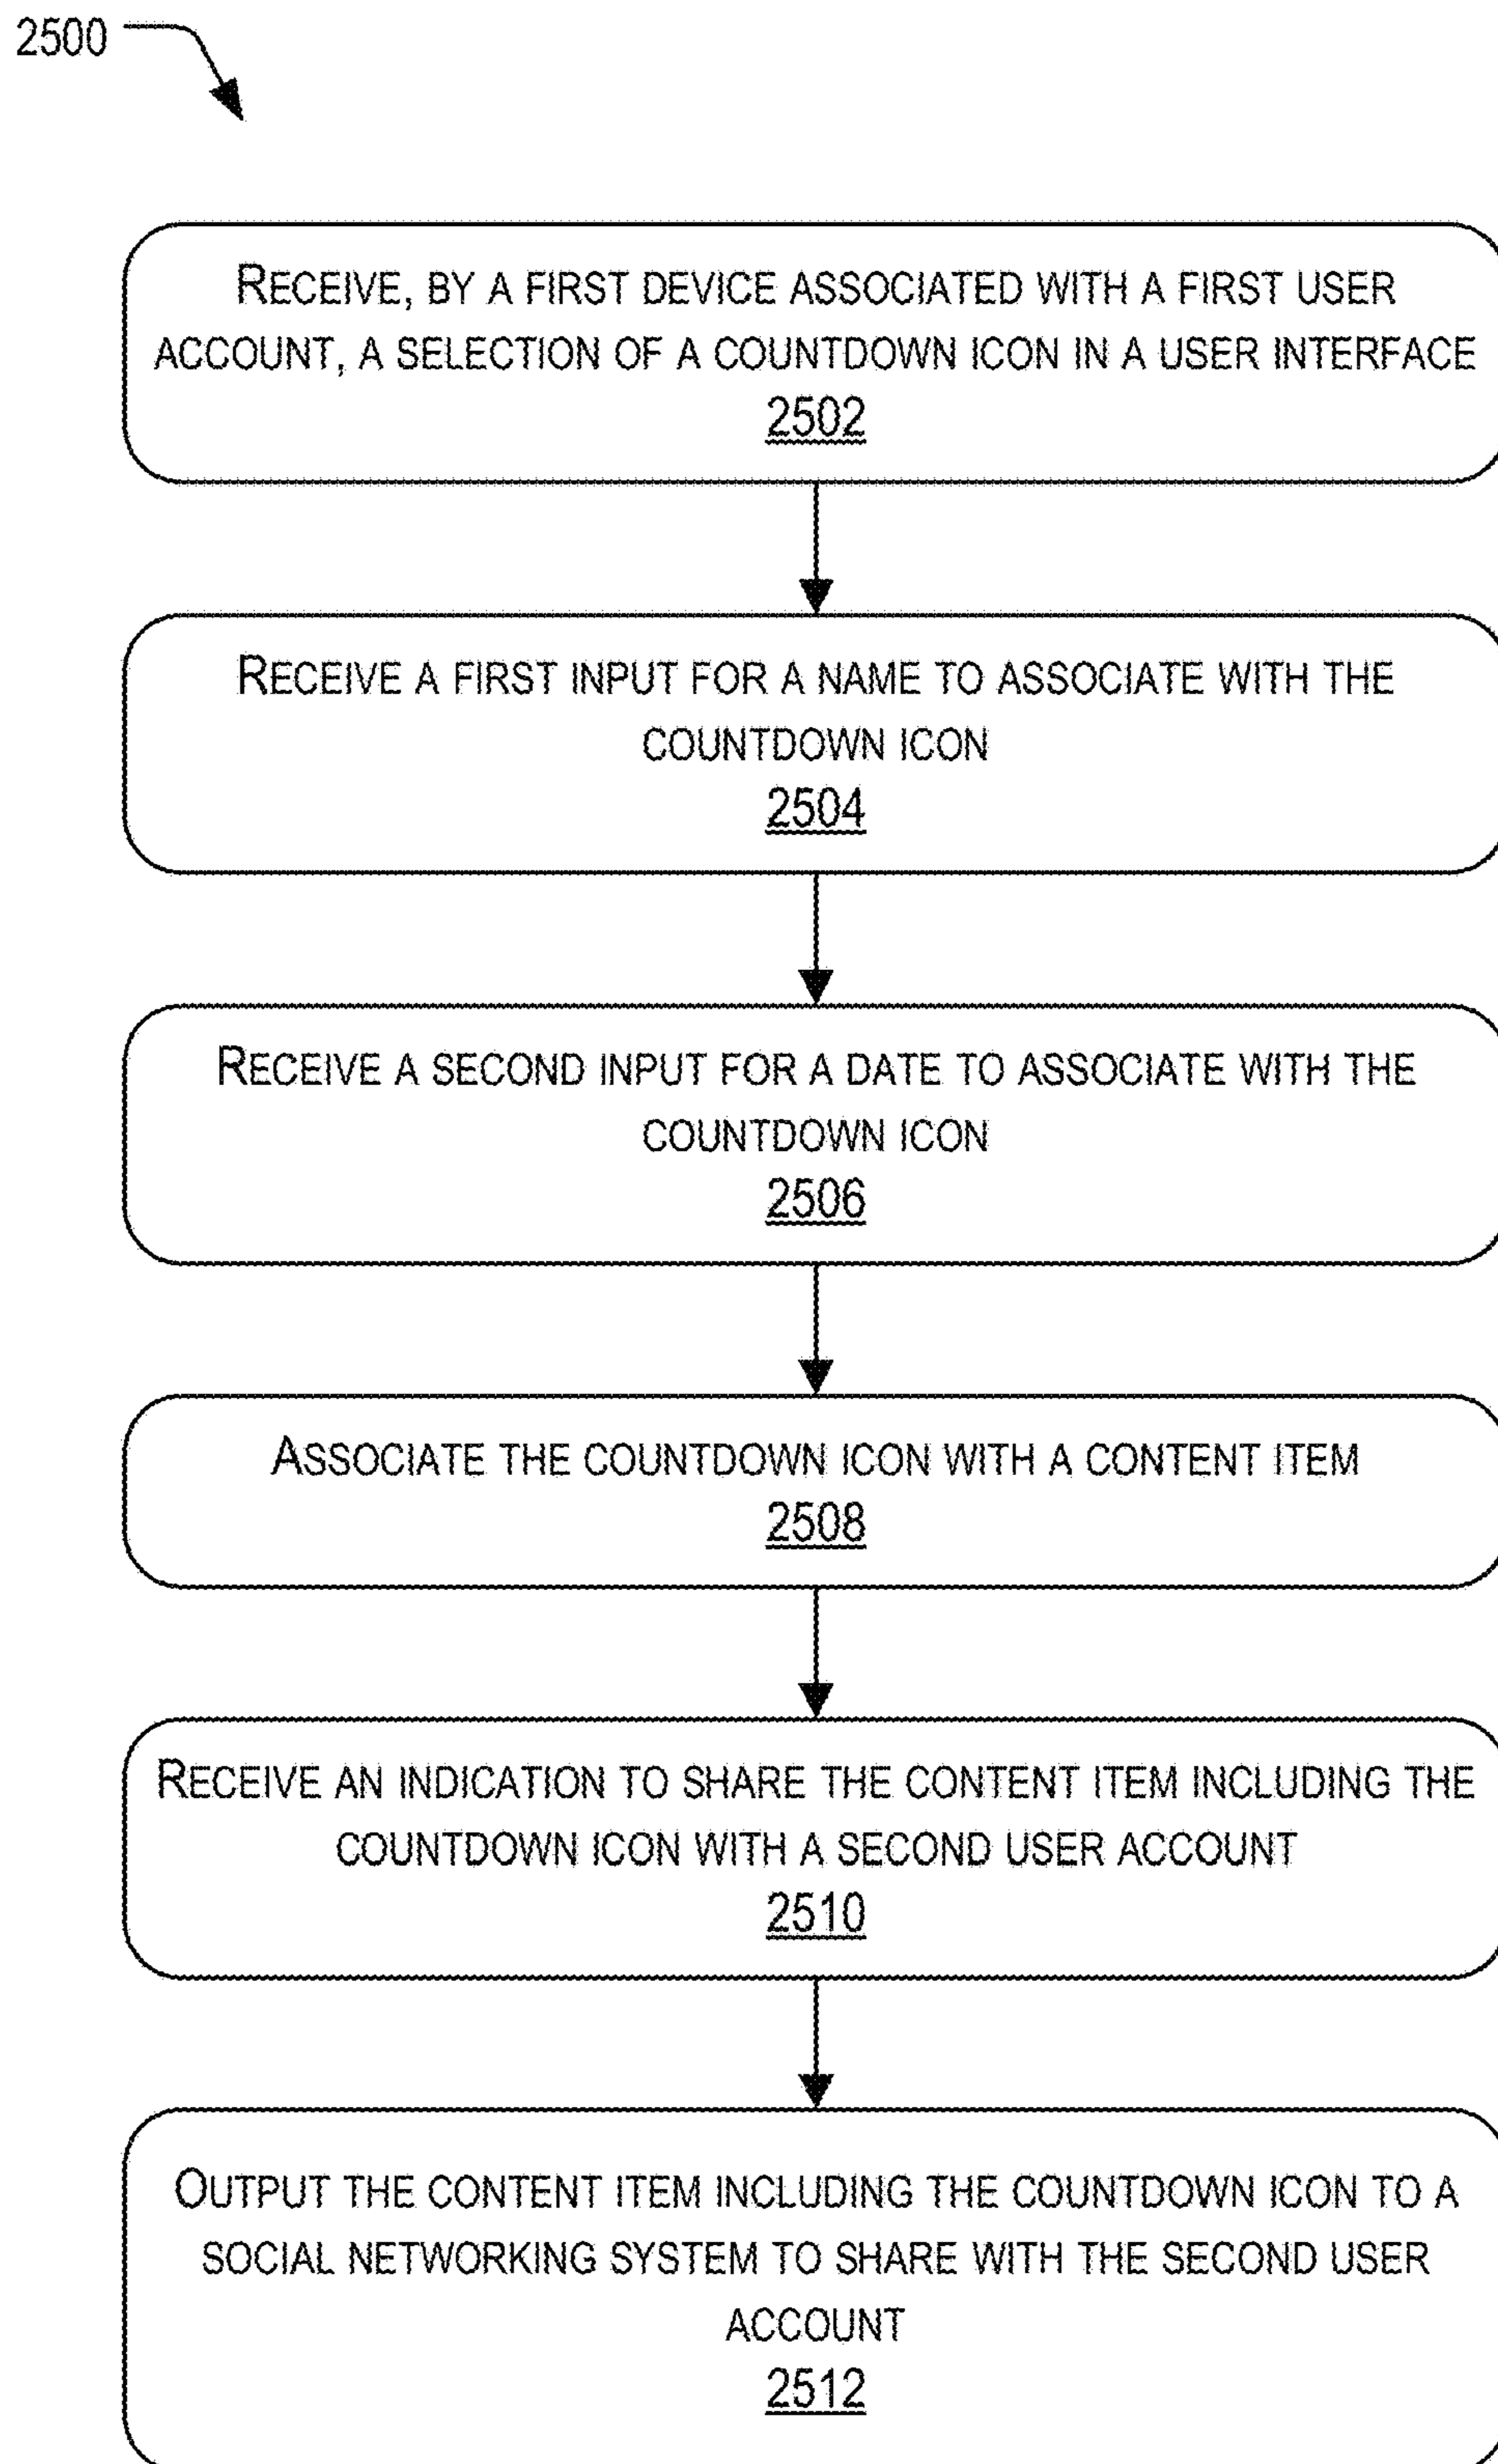 2500
RECEIVE, BY A FIRST DEVICE ASSOCIATED WITH A FIRST USER
ACCOUNT, A SELECTION OF A COUNTDOWN ICON IN A USER INTERFACE
2502
RECEIVE A FIRST INPUT FOR A NAME TO ASSOCIATE WITH THE
COUNTDOWN ICON
2504
RECEIVE A SECOND INPUT FOR A DATE TO ASSOCIATE WITH THE
COUNTDOWN ICON
2506
ASSOCIATE THE COUNTDOWN ICON WITH A CONTENT ITEM
2508
RECEIVE AN INDICATION TO SHARE THE CONTENT ITEM INCLUDING THE
COUNTDOWN ICON WITH A SECOND USER ACCOUNT
2510
OUTPUT THE CONTENT ITEM INCLUDING THE COUNTDOWN ICON TO A
SOCIAL NETWORKING SYSTEM TO SHARE WITH THE SECOND USER
ACCOUNT
2512